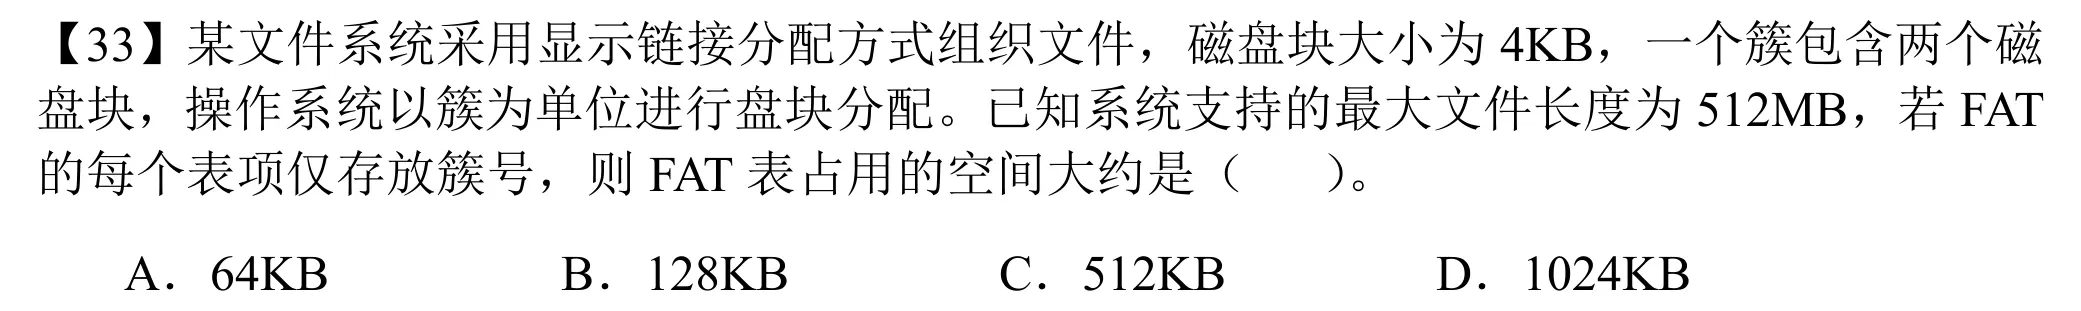 【33】某文件系统采用显示链接分配方式组织文件，磁盘块大小为 4KB，一个簇包含两个磁
盘块，操作系统以簇为单位进行盘块分配。已知系统支持的最大文件长度为 512MB，若 FAT
的每个表项仅存放簇号，则 FAT 表占用的空间大约是（　　）。
A．64KB　　B．128KB　　C．512KB　　D．1024KB